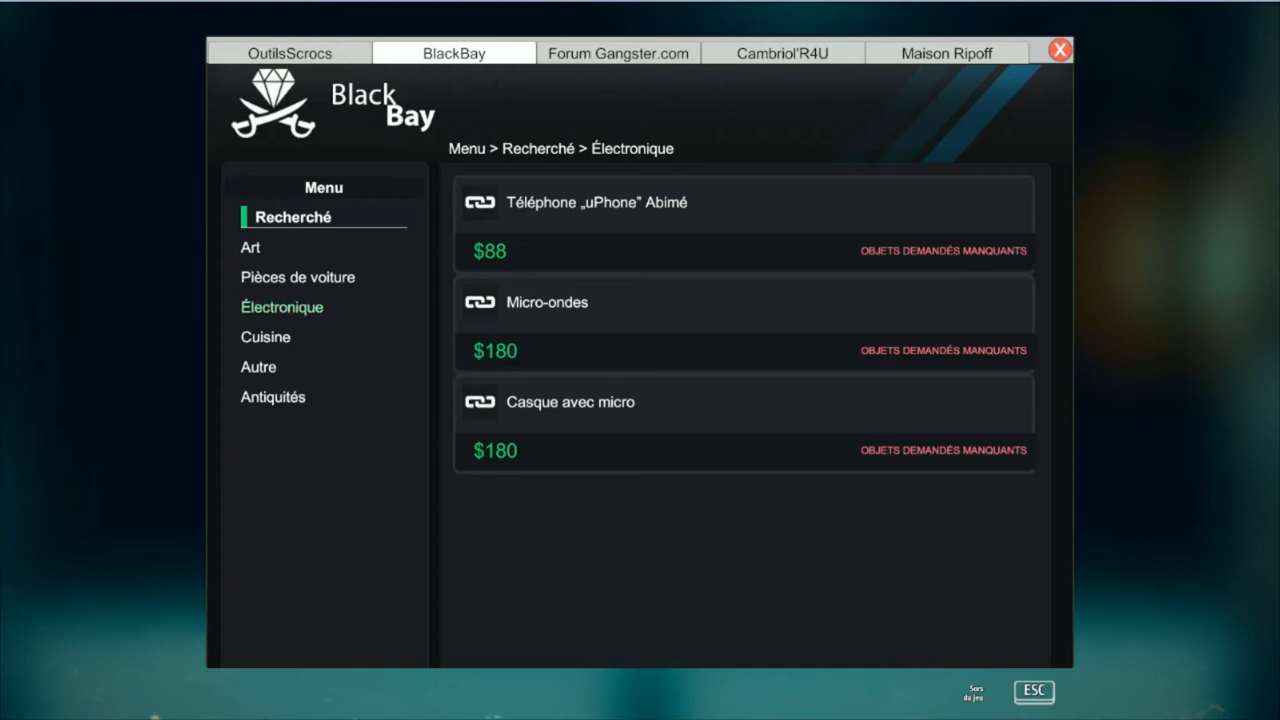 OutilsScrocs
BlackBay
Forum Gangster.com
Cambriol'R4U
Maison Ripoff
X
Black
Bay
Menu > Recherché > Électronique
Menu
Recherché
Art
Pièces de voiture
Électronique
Cuisine
Autre
Antiquités
Téléphone „uPhone” Abimé
$88
OBJETS DEMANDÉS MANQUANTS
Micro-ondes
$180
OBJETS DEMANDÉS MANQUANTS
Casque avec micro
$180
OBJETS DEMANDÉS MANQUANTS
Sors
du jeu
ESC